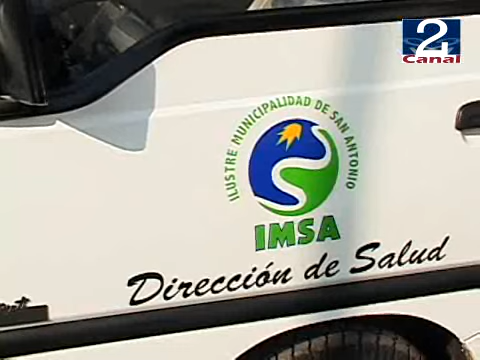 2
Canal
ILUSTRE MUNICIPALIDAD DE SAN ANTONIO
IMSA
Dirección de Salud